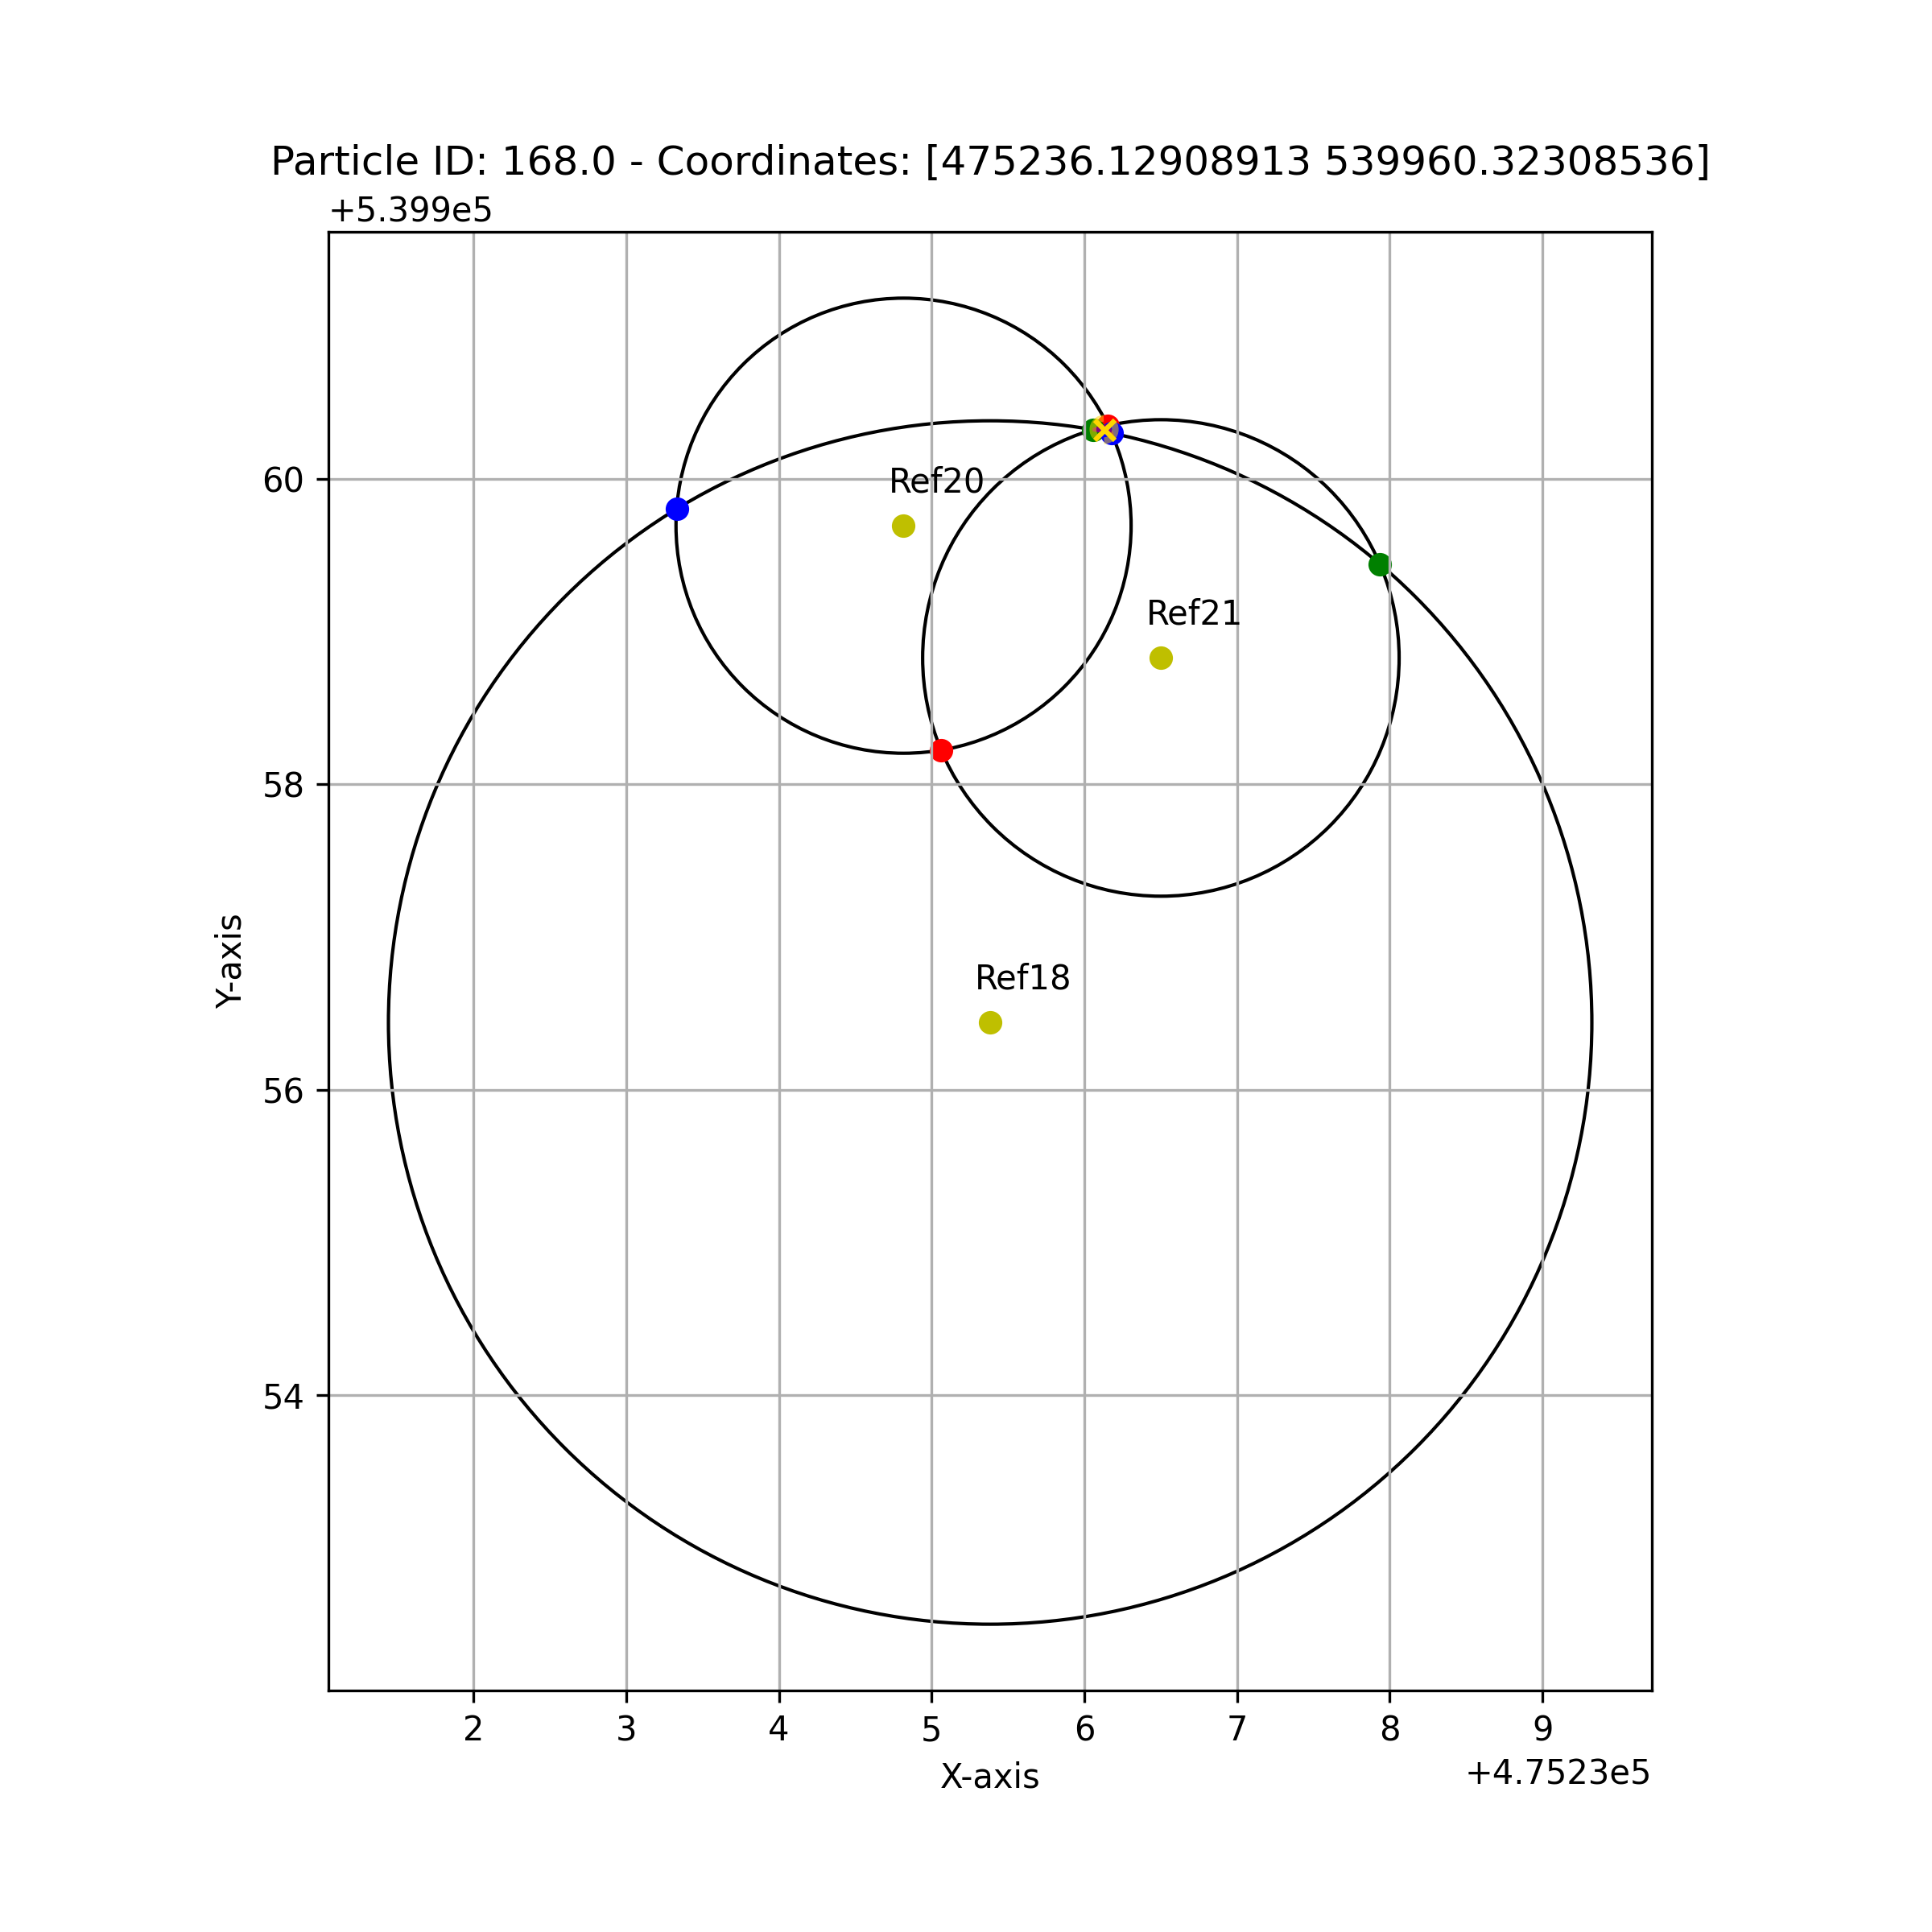 Particle ID: 168.0 - Coordinates: [475236.12908913 539960.32308536]
+5.399e5
60
Ref20
Ref21
58
Ref18
Y-axis
56
54
2 3 4 5 6 7 8 9
X-axis
+4.7523e5